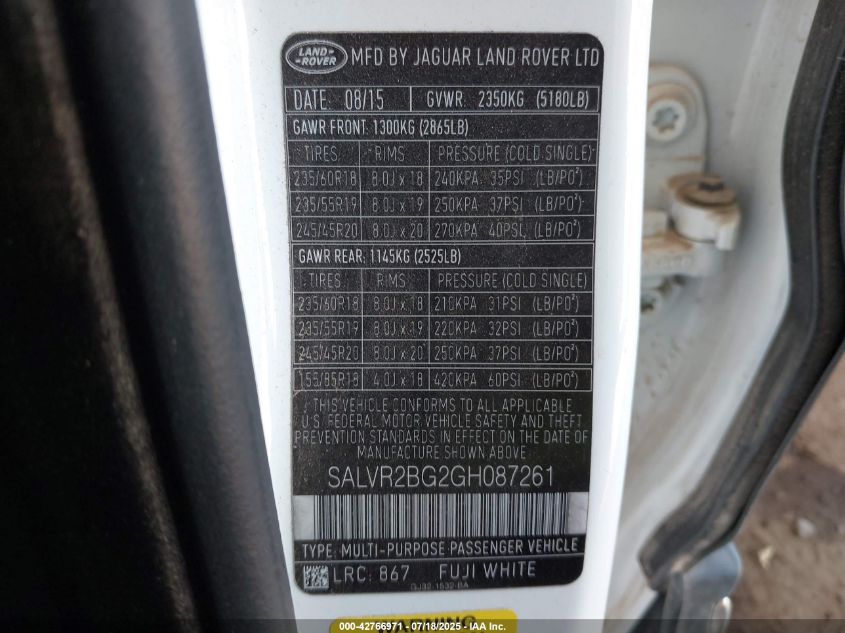 LAND ROVER MFD BY JAGUAR LAND ROVER LTD
DATE: 08/15 GVWR: 2350KG (5180LB)
GAWR FRONT: 1300KG (2865LB)
TIRES RIMS PRESSURE (COLD SINGLE)
235/60R18 8.0J x 18 240KPA 35PSI (LB/PO²)
235/55R19 8.0J x 19 250KPA 37PSI (LB/PO²)
245/45R20 8.0J x 20 270KPA 40PSI (LB/PO²)
GAWR REAR: 1145KG (2525LB)
TIRES RIMS PRESSURE (COLD SINGLE)
235/60R18 8.0J x 18 210KPA 31PSI (LB/PO²)
235/55R19 8.0J x 19 220KPA 32PSI (LB/PO²)
245/45R20 8.0J x 20 250KPA 37PSI (LB/PO²)
155/85R18 4.0J x 18 420KPA 60PSI (LB/PO²)
THIS VEHICLE CONFORMS TO ALL APPLICABLE
U.S. FEDERAL MOTOR VEHICLE SAFETY AND THEFT
PREVENTION STANDARDS IN EFFECT ON THE DATE OF
MANUFACTURE SHOWN ABOVE.
SALVR2BG2GH087261
TYPE: MULTI-PURPOSE PASSENGER VEHICLE
LRC: 867 FUJI WHITE
GJ32-1532-BA
WARNING
000-42766971 - 07/18/2025 - IAA Inc.